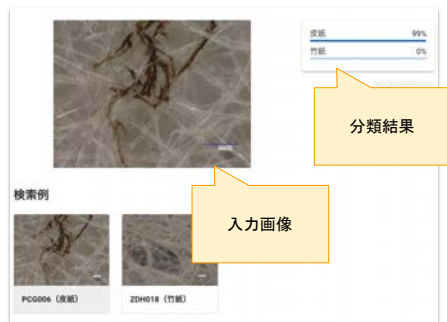 皮紙 99%
竹紙 0%
分類結果
入力画像
検索例
PCG006（皮紙）
ZDH018（竹紙）